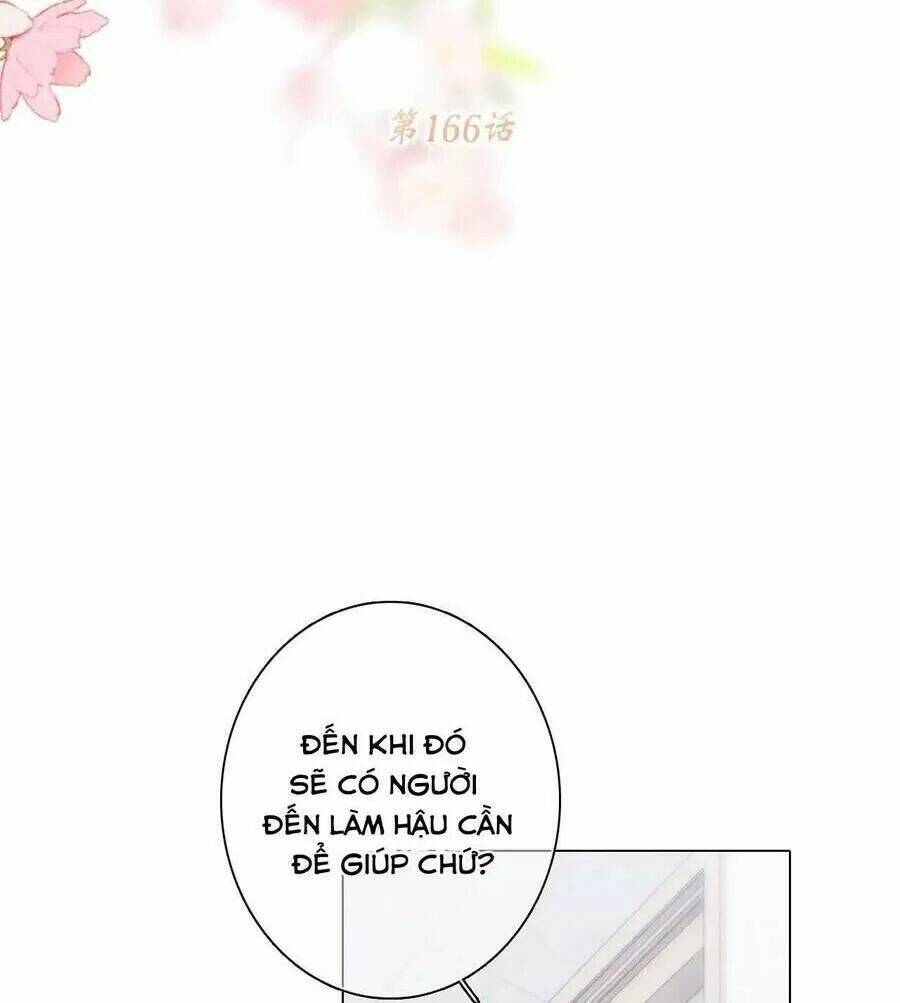 第166话
ĐẾN KHI ĐÓ
SẼ CÓ NGƯỜI
ĐẾN LÀM HẬU CẦN
ĐỂ GIÚP CHỨ?